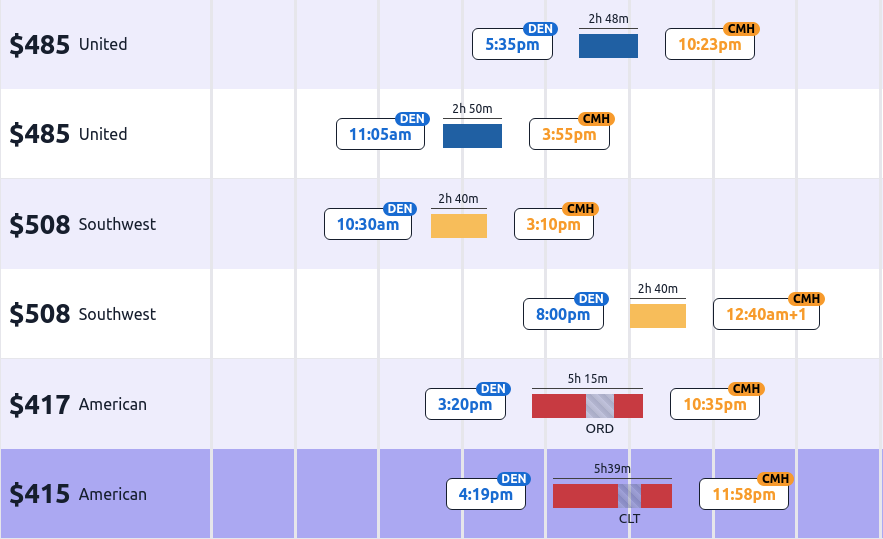 $485 United 5:35pm DEN 2h 48m 10:23pm CMH
$485 United 11:05am DEN 2h 50m 3:55pm CMH
$508 Southwest 10:30am DEN 2h 40m 3:10pm CMH
$508 Southwest 8:00pm DEN 2h 40m 12:40am+1 CMH
$417 American 3:20pm DEN 5h 15m 10:35pm CMH
ORD
$415 American 4:19pm DEN 5h39m 11:58pm CMH
CLT